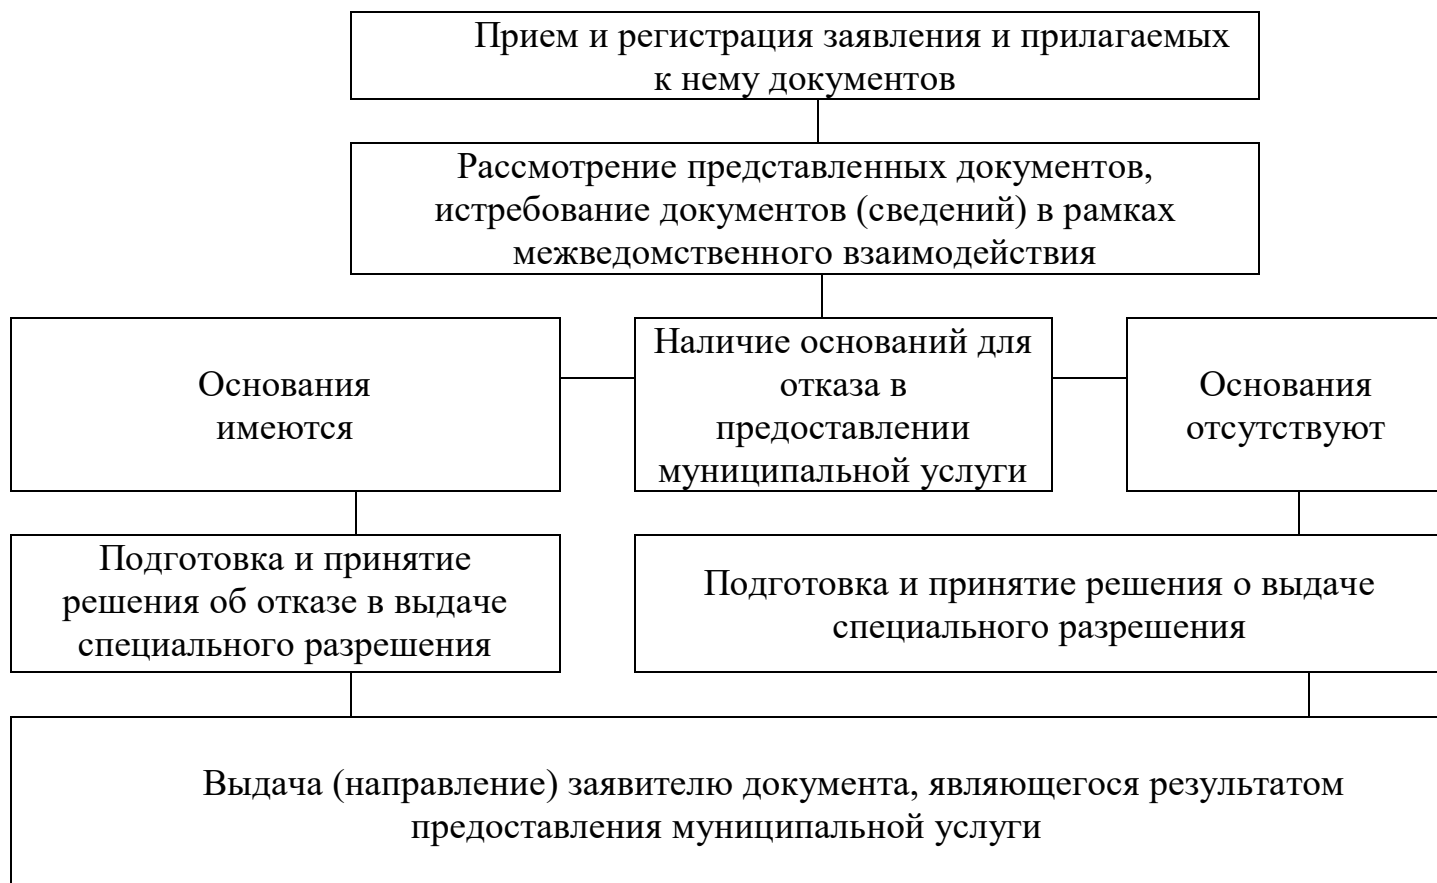 Прием и регистрация заявления и прилагаемых
к нему документов
Рассмотрение представленных документов,
истребование документов (сведений) в рамках
межведомственного взаимодействия
Основания
имеются
Наличие оснований для
отказа в
предоставлении
муниципальной услуги
Основания
отсутствуют
Подготовка и принятие
решения об отказе в выдаче
специального разрешения
Подготовка и принятие решения о выдаче
специального разрешения
Выдача (направление) заявителю документа, являющегося результатом
предоставления муниципальной услуги